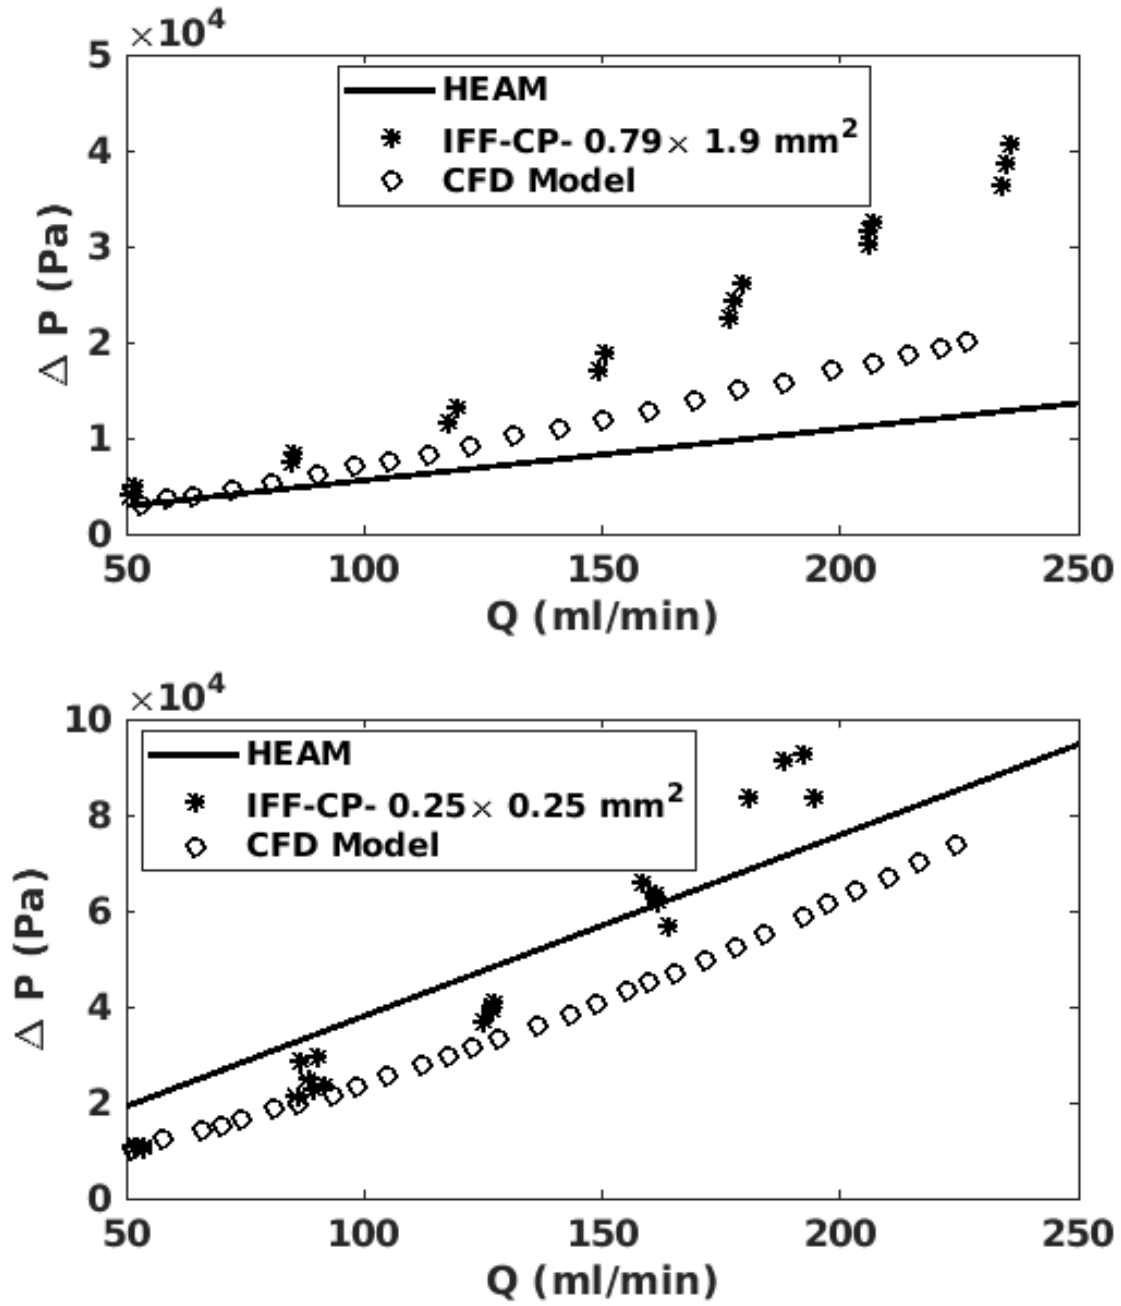 ×10⁴
5
4
3
2
1
0
Δ P (Pa)
HEAM
IFF-CP- 0.79× 1.9 mm²
CFD Model
50 100 150 200 250
Q (ml/min)
×10⁴
10
8
6
4
2
0
Δ P (Pa)
HEAM
IFF-CP- 0.25× 0.25 mm²
CFD Model
50 100 150 200 250
Q (ml/min)